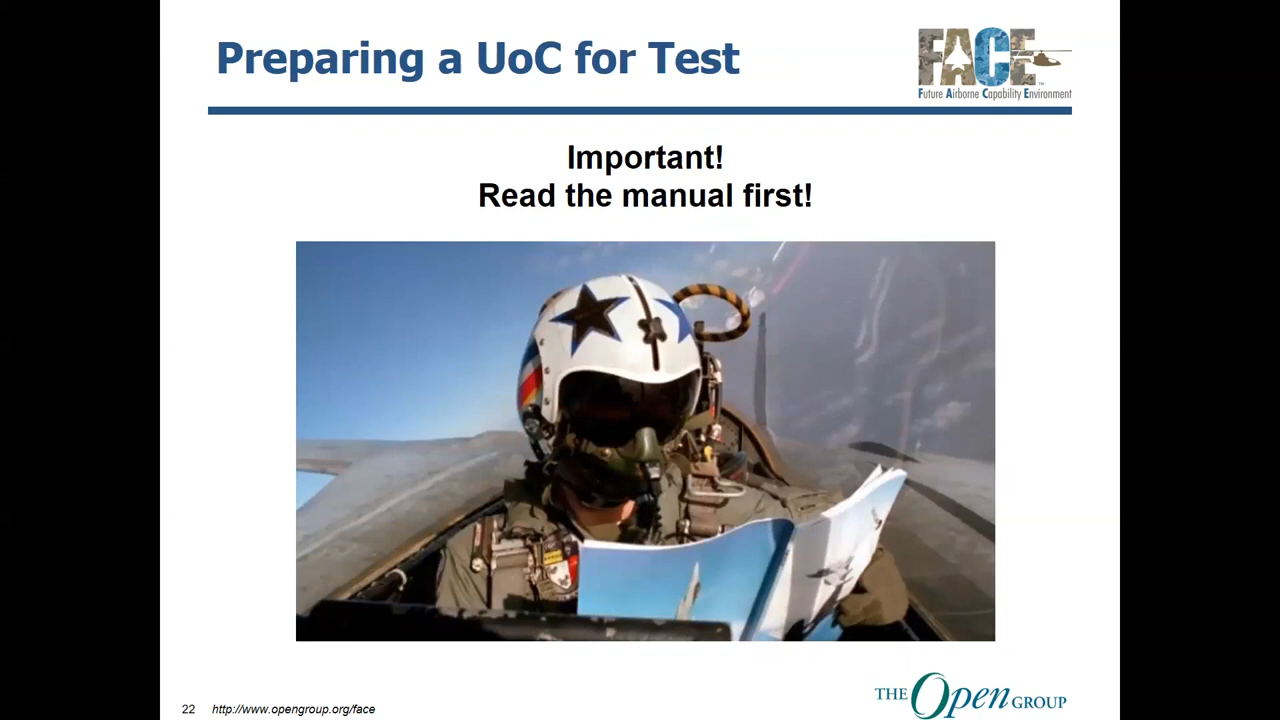 Preparing a UoC for Test
FACE™
Future Airborne Capability Environment
Important!
Read the manual first!
22 http://www.opengroup.org/face
THE Open GROUP